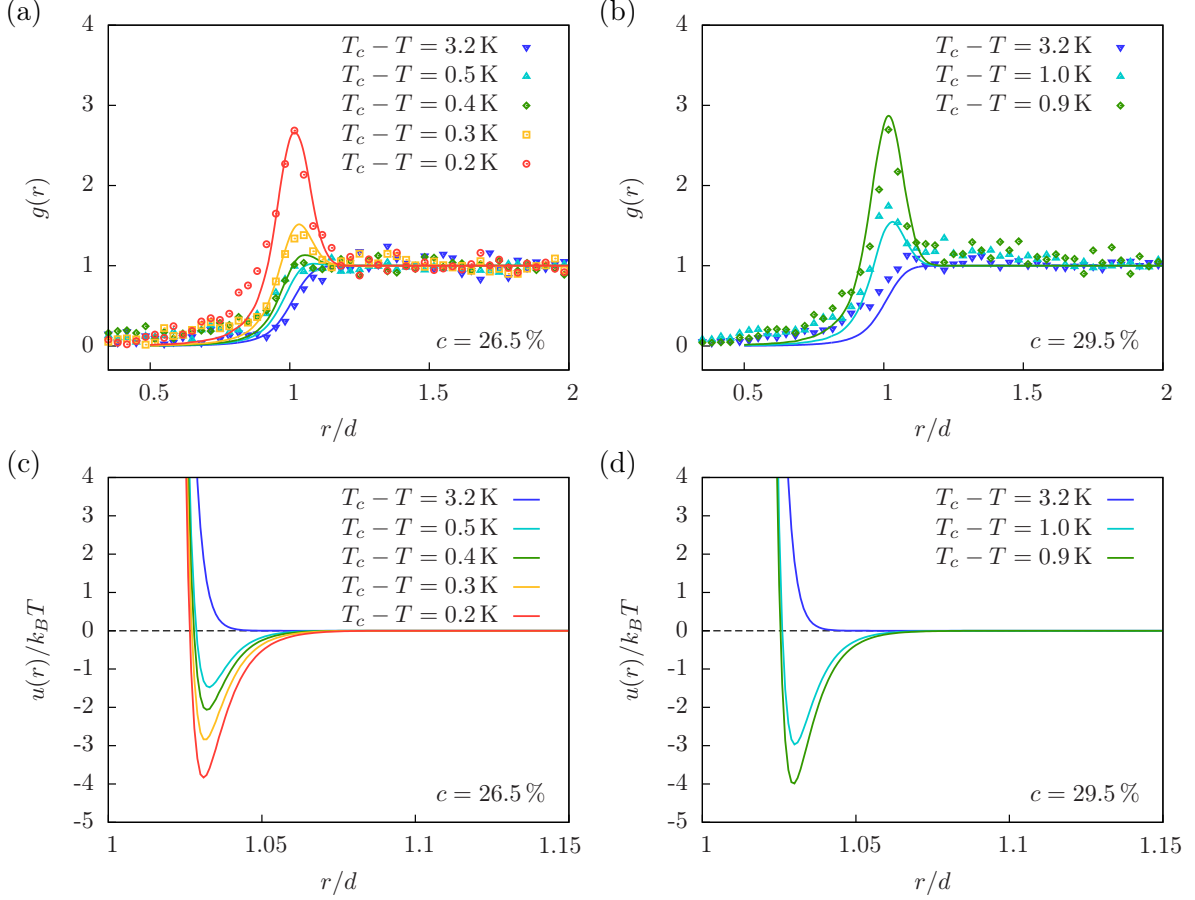 (a)
4
3
2
1
0
g(r)
T_c − T = 3.2 K
T_c − T = 0.5 K
T_c − T = 0.4 K
T_c − T = 0.3 K
T_c − T = 0.2 K
c = 26.5 %
0.5 1 1.5 2
r/d
(b)
4
3
2
1
0
g(r)
T_c − T = 3.2 K
T_c − T = 1.0 K
T_c − T = 0.9 K
c = 29.5 %
0.5 1 1.5 2
r/d
(c)
4
3
2
1
0
-1
-2
-3
-4
-5
u(r)/k_BT
T_c − T = 3.2 K
T_c − T = 0.5 K
T_c − T = 0.4 K
T_c − T = 0.3 K
T_c − T = 0.2 K
c = 26.5 %
1 1.05 1.1 1.15
r/d
(d)
4
3
2
1
0
-1
-2
-3
-4
-5
u(r)/k_BT
T_c − T = 3.2 K
T_c − T = 1.0 K
T_c − T = 0.9 K
c = 29.5 %
1 1.05 1.1 1.15
r/d